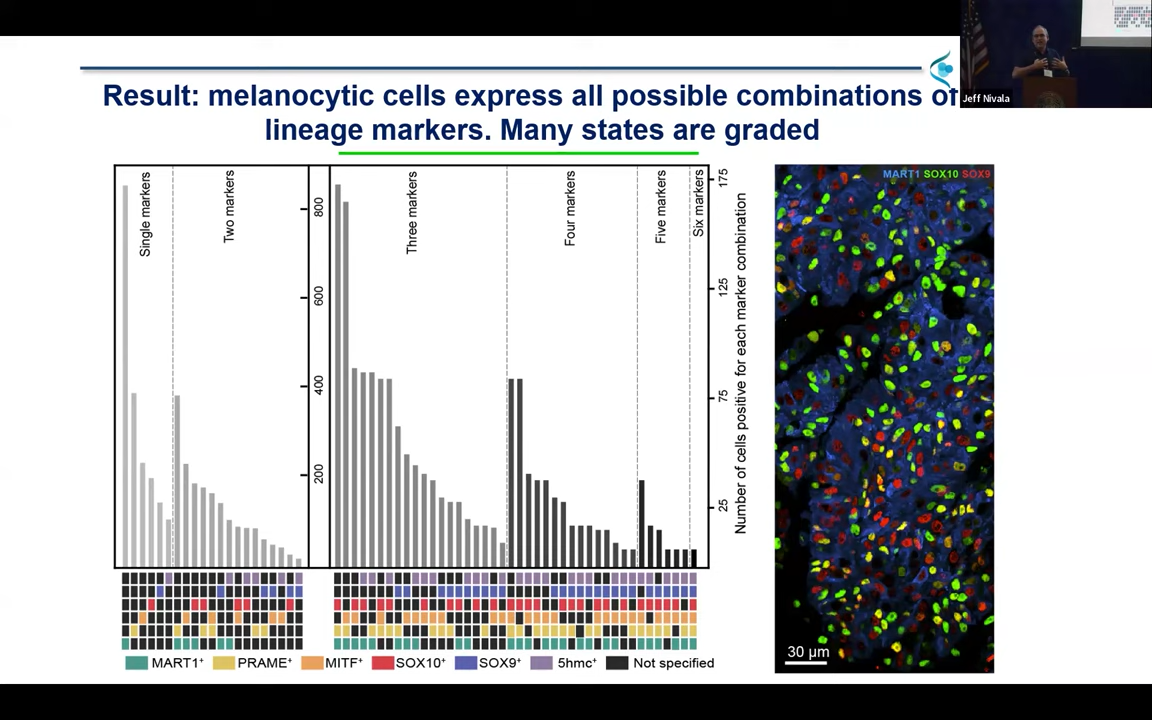 Result: melanocytic cells express all possible combinations of
lineage markers. Many states are graded
Jeff Nivala
Single markers
Two markers
800
600
400
200
Three markers
Four markers
Five markers
Six markers
175
125
75
25
Number of cells positive for each marker combination
MART1 SOX10 SOX9
30 µm
MART1⁺ PRAME⁺ MITF⁺ SOX10⁺ SOX9⁺ 5hmc⁺ Not specified